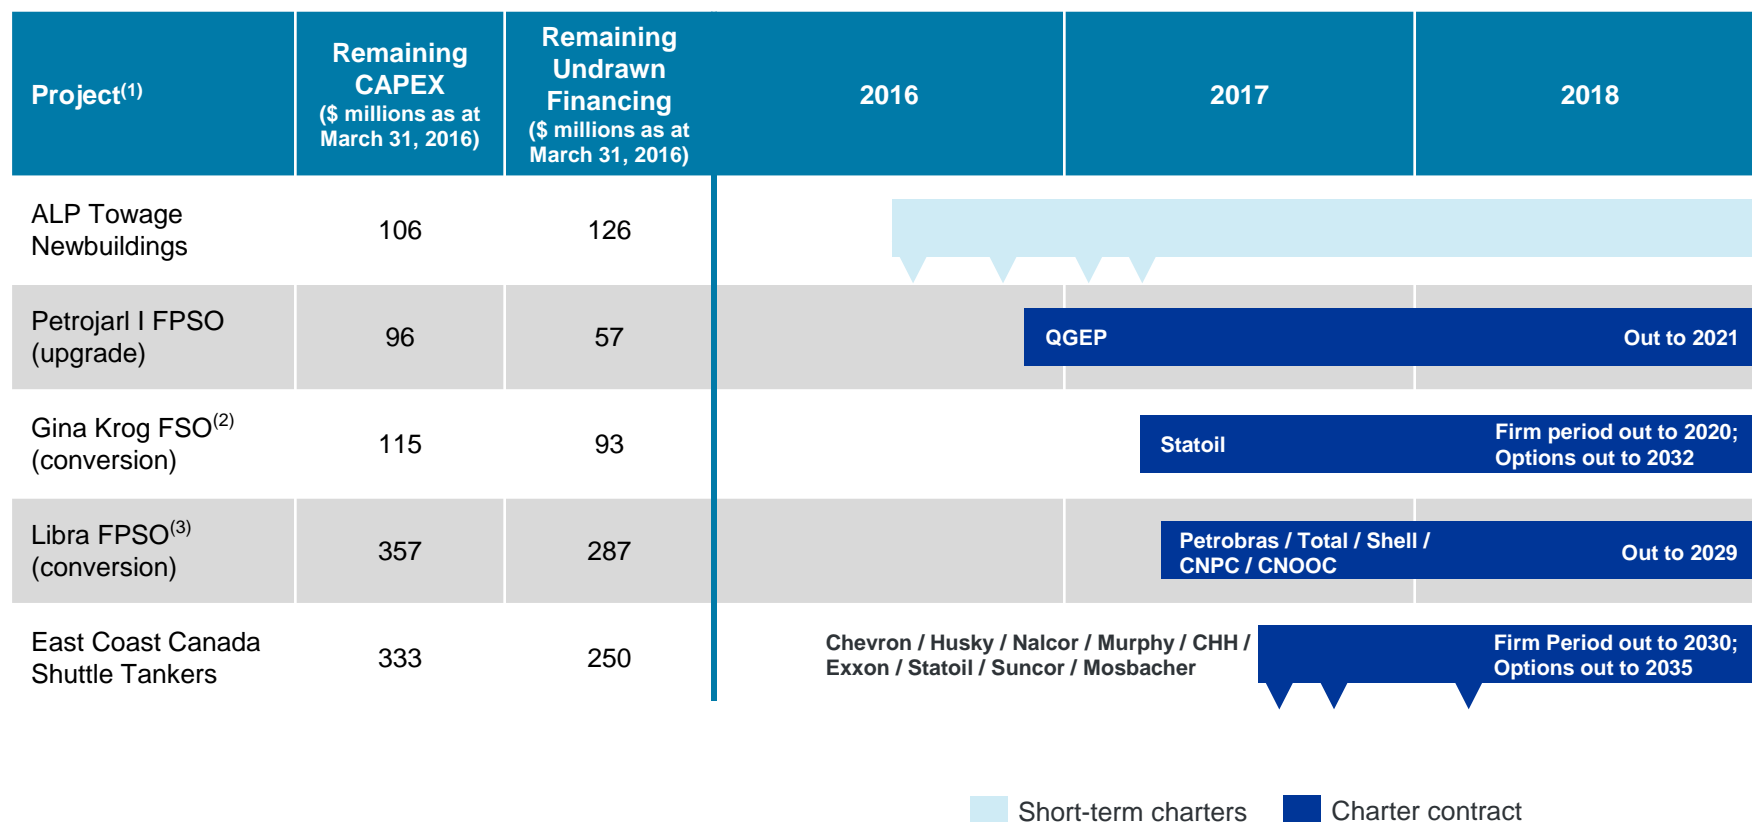 Project(1)
Remaining
CAPEX
($ millions as at
March 31, 2016)
Remaining
Undrawn
Financing
($ millions as at
March 31, 2016)
2016
2017
2018
ALP Towage
Newbuildings
106
126
Petrojarl I FPSO
(upgrade)
96
57
QGEP
Out to 2021
Gina Krog FSO(2)
(conversion)
115
93
Statoil
Firm period out to 2020;
Options out to 2032
Libra FPSO(3)
(conversion)
357
287
Petrobras / Total / Shell /
CNPC / CNOOC
Out to 2029
East Coast Canada
Shuttle Tankers
333
250
Chevron / Husky / Nalcor / Murphy / CHH /
Exxon / Statoil / Suncor / Mosbacher
Firm Period out to 2030;
Options out to 2035
Short-term charters
Charter contract